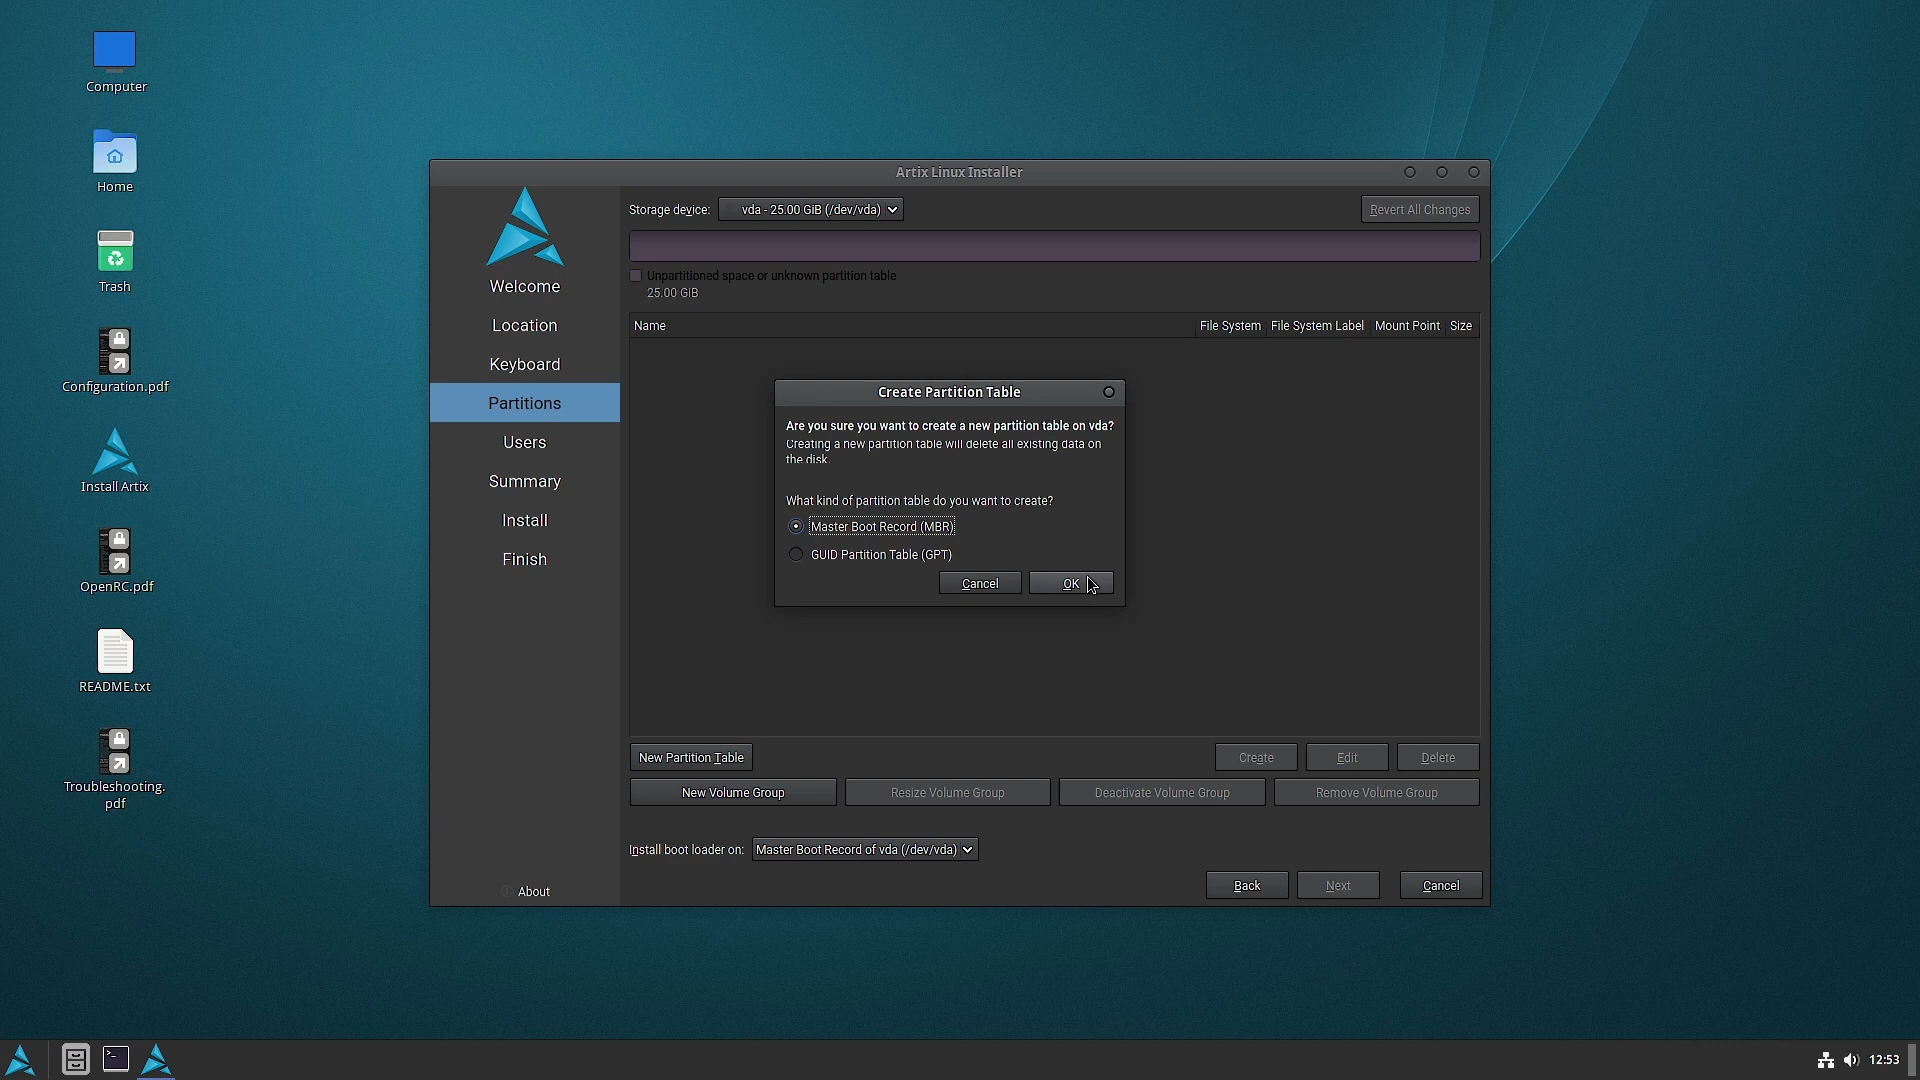 Computer
Home
Trash
Configuration.pdf
Install Artix
OpenRC.pdf
README.txt
Troubleshooting.
pdf
Artix Linux Installer
Welcome
Location
Keyboard
Partitions
Users
Summary
Install
Finish
About
Storage device: vda - 25.00 GiB (/dev/vda)
Revert All Changes
Unpartitioned space or unknown partition table
25.00 GiB
Name File System File System Label Mount Point Size
Create Partition Table
Are you sure you want to create a new partition table on vda?
Creating a new partition table will delete all existing data on
the disk.
What kind of partition table do you want to create?
Master Boot Record (MBR)
GUID Partition Table (GPT)
Cancel OK
New Partition Table Create Edit Delete
New Volume Group Resize Volume Group Deactivate Volume Group Remove Volume Group
Install boot loader on: Master Boot Record of vda (/dev/vda)
Back Next Cancel
12:53